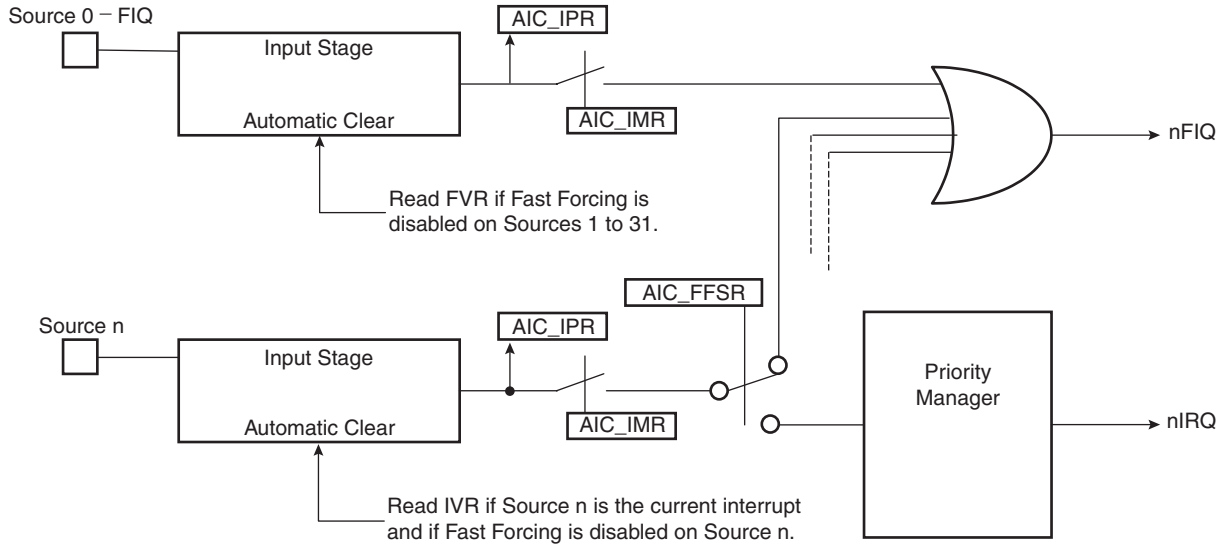 Source 0 – FIQ
AIC_IPR
Input Stage
Automatic Clear
AIC_IMR
nFIQ
Read FVR if Fast Forcing is
disabled on Sources 1 to 31.
AIC_FFSR
Source n
AIC_IPR
Input Stage
Priority
Manager
Automatic Clear
AIC_IMR
nIRQ
Read IVR if Source n is the current interrupt
and if Fast Forcing is disabled on Source n.